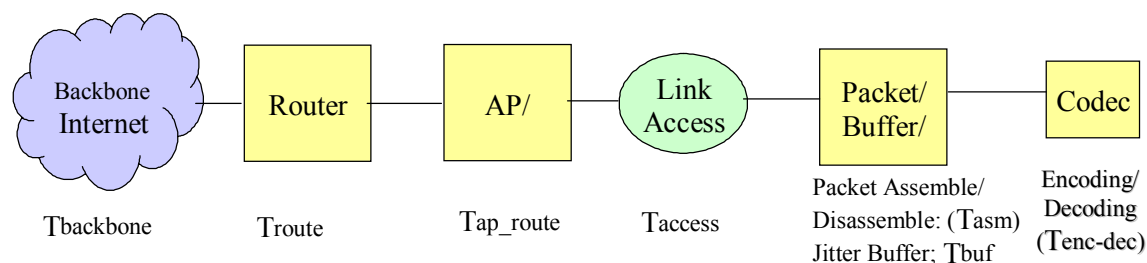 Backbone
Internet
Router
AP/
Link
Access
Packet/
Buffer/
Codec
Tbackbone
Troute
Tap_route
Taccess
Packet Assemble/
Disassemble: (Tasm)
Jitter Buffer; Tbuf
Encoding/
Decoding
(Tenc-dec)